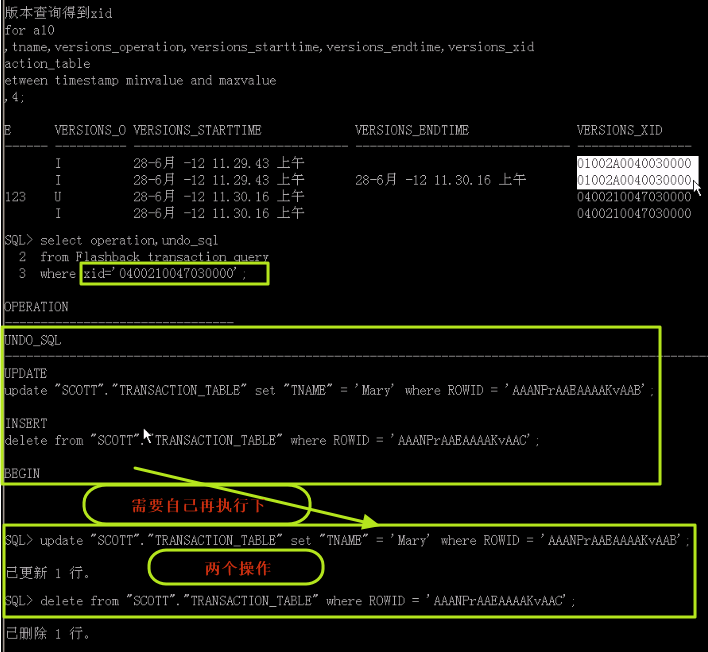 版本查询得到xid
for a10
,tname,versions_operation,versions_starttime,versions_endtime,versions_xid
action_table
etween timestamp minvalue and maxvalue
,4;
E VERSIONS_O VERSIONS_STARTTIME VERSIONS_ENDTIME VERSIONS_XID
I 28-6月 -12 11.29.43 上午 01002A0040030000
I 28-6月 -12 11.29.43 上午 28-6月 -12 11.30.16 上午 01002A0040030000
123 U 28-6月 -12 11.30.16 上午 0400210047030000
I 28-6月 -12 11.30.16 上午 0400210047030000
SQL> select operation,undo_sql
2 from Flashback_transaction_query
3 where xid='0400210047030000';
OPERATION
UNDO_SQL
UPDATE
update "SCOTT"."TRANSACTION_TABLE" set "TNAME" = 'Mary' where ROWID = 'AAANPrAAEAAAAKvAAB';
INSERT
delete from "SCOTT"."TRANSACTION_TABLE" where ROWID = 'AAANPrAAEAAAAKvAAC';
BEGIN
需要自己再执行下
SQL> update "SCOTT"."TRANSACTION_TABLE" set "TNAME" = 'Mary' where ROWID = 'AAANPrAAEAAAAKvAAB';
两个操作
已更新 1 行。
SQL> delete from "SCOTT"."TRANSACTION_TABLE" where ROWID = 'AAANPrAAEAAAAKvAAC';
已删除 1 行。